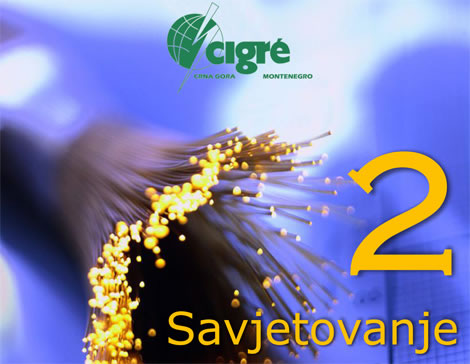 cigré
CRNA GORA MONTENEGRO
2
Savjetovanje